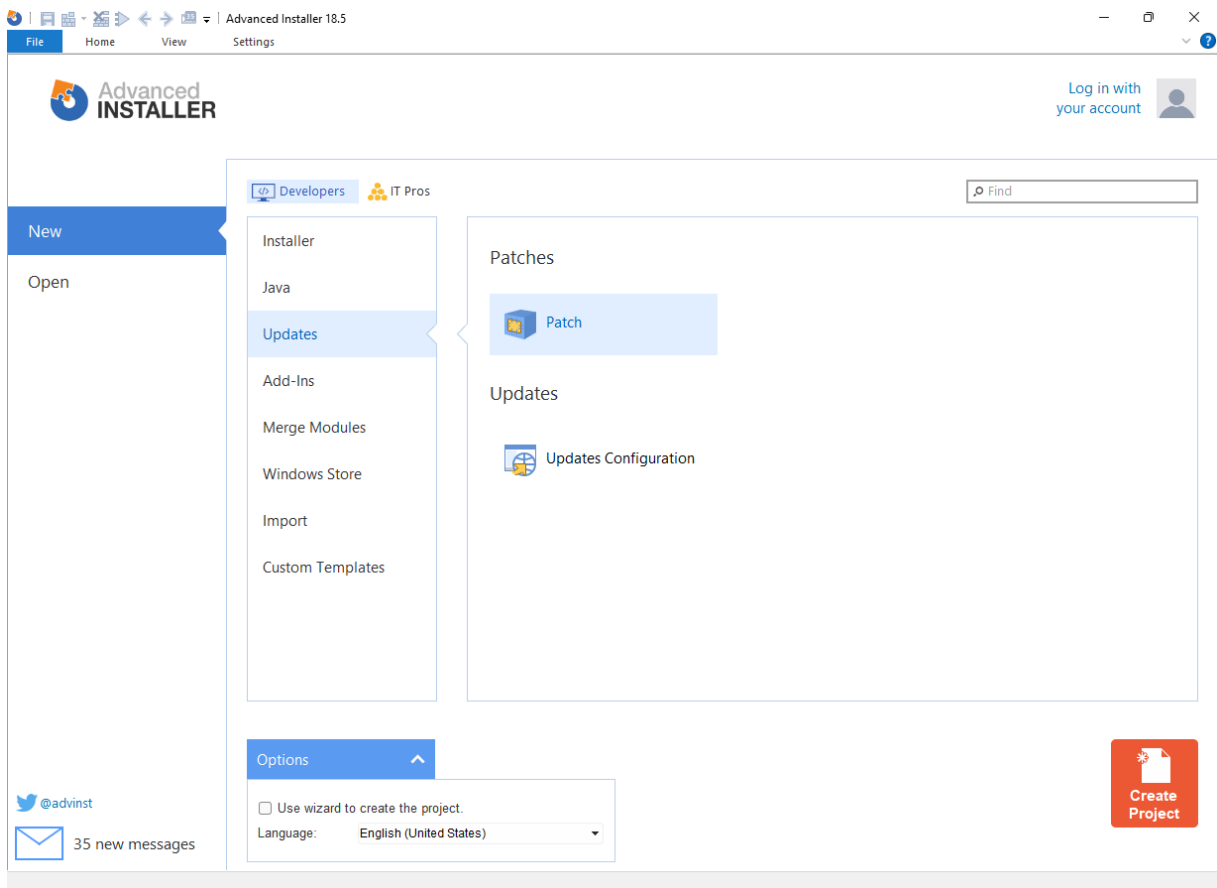 Advanced Installer 18.5
File Home View Settings
Advanced
INSTALLER
Log in with
your account
Developers IT Pros
Find
New
Open
Installer
Java
Updates
Add-Ins
Merge Modules
Windows Store
Import
Custom Templates
Patches
Patch
Updates
Updates Configuration
Options
Use wizard to create the project.
Language: English (United States)
Create
Project
@advinst
35 new messages